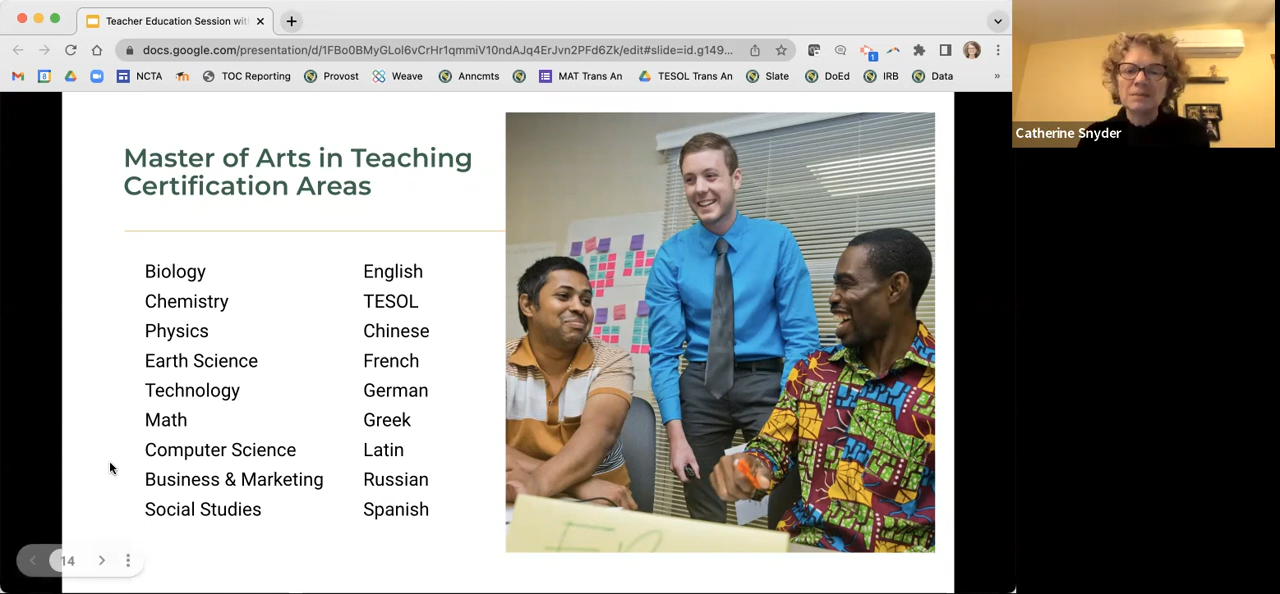 Teacher Education Session wit
docs.google.com/presentation/d/1FBo0BMyGLol6vCrHr1qmmiV10ndAJq4ErJvn2PFd6Zk/edit#slide=id.g149...
1
NCTA
TOC Reporting
Provost
Weave
Anncmts
MAT Trans An
TESOL Trans An
Slate
DoEd
IRB
Data
»
Catherine Snyder
Master of Arts in Teaching
Certification Areas
Biology
Chemistry
Physics
Earth Science
Technology
Math
Computer Science
Business & Marketing
Social Studies
English
TESOL
Chinese
French
German
Greek
Latin
Russian
Spanish
14